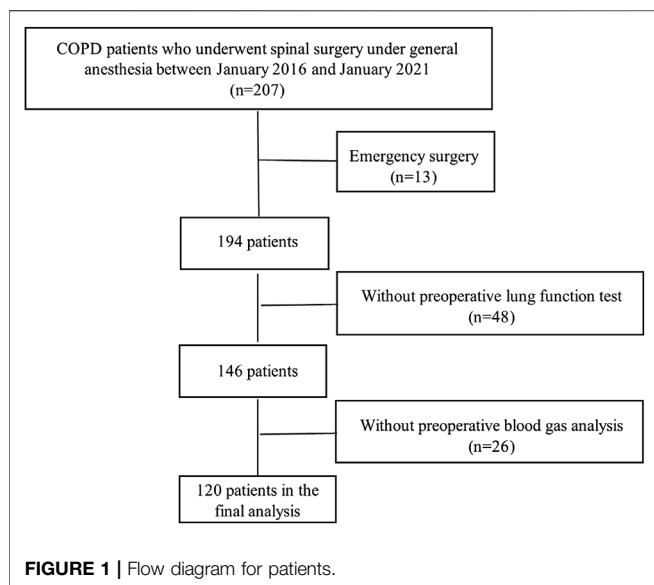 COPD patients who underwent spinal surgery under general
anesthesia between January 2016 and January 2021
(n=207)
Emergency surgery
(n=13)
194 patients
Without preoperative lung function test
(n=48)
146 patients
Without preoperative blood gas analysis
(n=26)
120 patients in the
final analysis
FIGURE 1 | Flow diagram for patients.